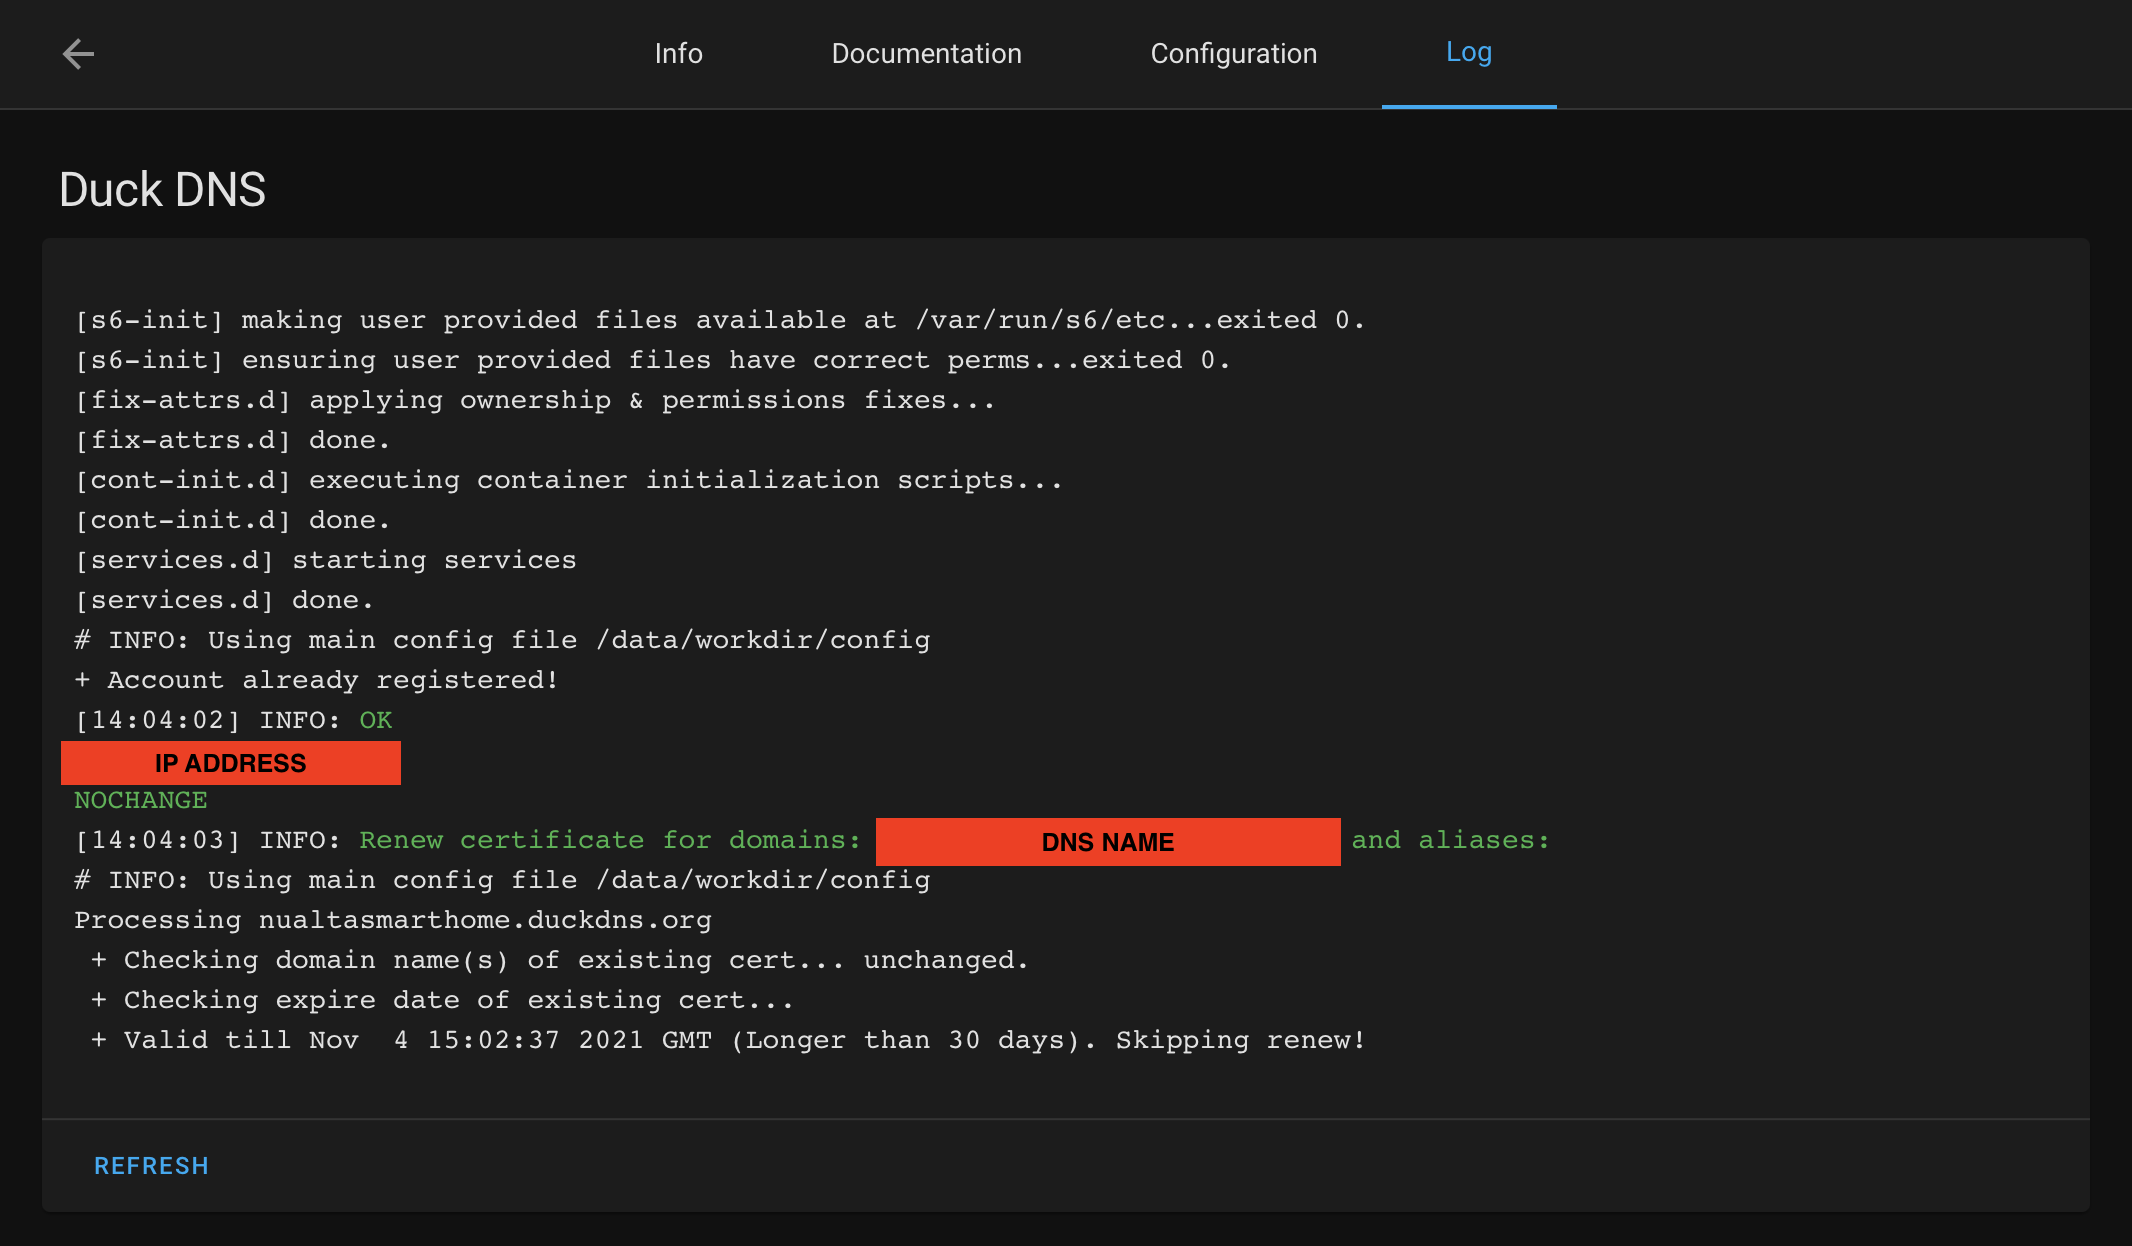 Info Documentation Configuration Log
Duck DNS
[s6-init] making user provided files available at /var/run/s6/etc...exited 0.
[s6-init] ensuring user provided files have correct perms...exited 0.
[fix-attrs.d] applying ownership & permissions fixes...
[fix-attrs.d] done.
[cont-init.d] executing container initialization scripts...
[cont-init.d] done.
[services.d] starting services
[services.d] done.
# INFO: Using main config file /data/workdir/config
+ Account already registered!
[14:04:02] INFO: OK
IP ADDRESS
NOCHANGE
[14:04:03] INFO: Renew certificate for domains: DNS NAME and aliases:
# INFO: Using main config file /data/workdir/config
Processing nualtasmarthome.duckdns.org
 + Checking domain name(s) of existing cert... unchanged.
 + Checking expire date of existing cert...
 + Valid till Nov  4 15:02:37 2021 GMT (Longer than 30 days). Skipping renew!
REFRESH